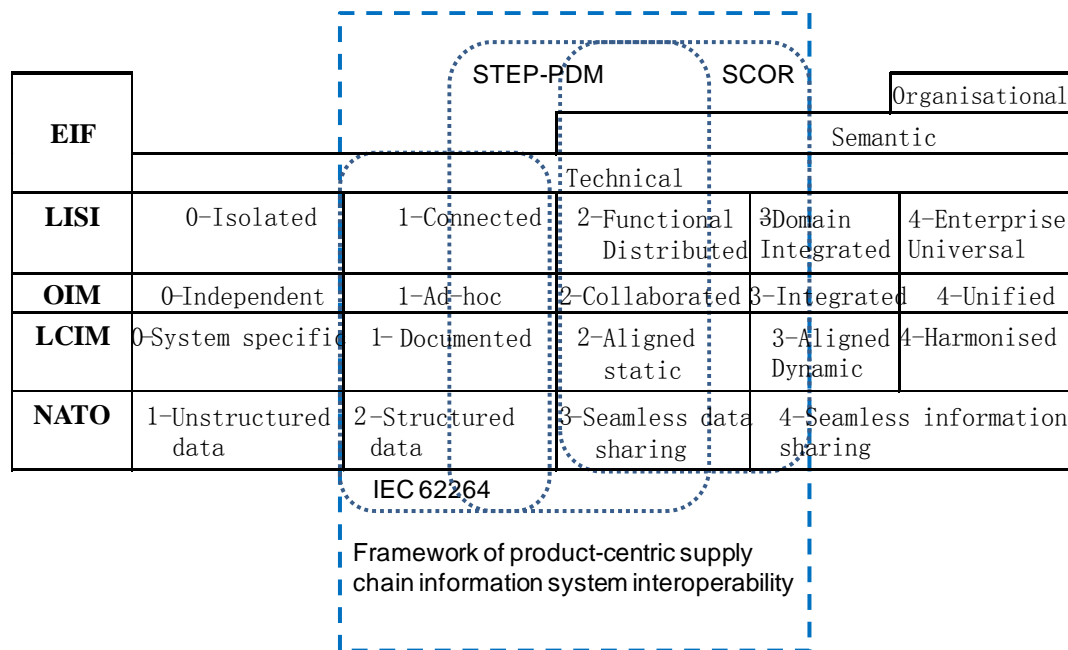 STEP-PDM SCOR
Organisational
EIF
Semantic
Technical
LISI 0-Isolated 1-Connected 2-Functional 3Domain 4-Enterprise
Distributed Integrated Universal
OIM 0-Independent 1-Ad-hoc 2-Collaborated 3-Integrated 4-Unified
LCIM 0-System specific 1- Documented 2-Aligned 3-Aligned 4-Harmonised
static Dynamic
NATO 1-Unstructured 2-Structured 3-Seamless data 4-Seamless information
data data sharing sharing
IEC 62264
Framework of product-centric supply
chain information system interoperability